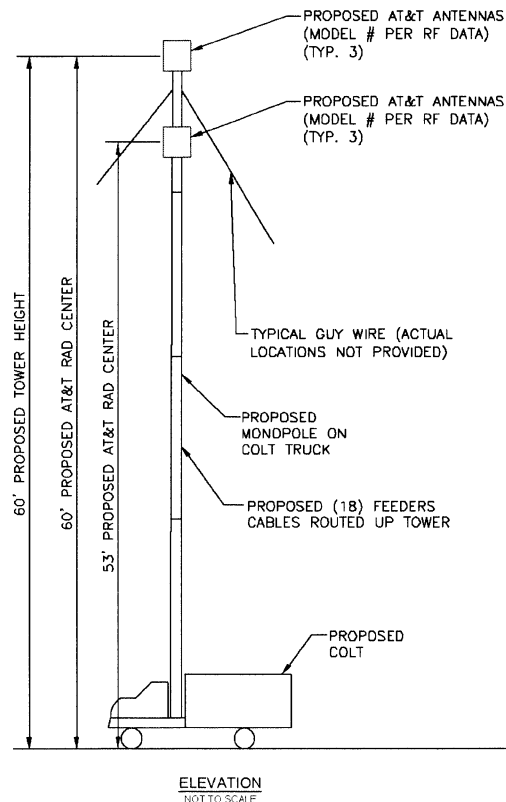 PROPOSED AT&T ANTENNAS
(MODEL # PER RF DATA)
(TYP. 3)
PROPOSED AT&T ANTENNAS
(MODEL # PER RF DATA)
(TYP. 3)
60' PROPOSED TOWER HEIGHT
60' PROPOSED AT&T RAD CENTER
53' PROPOSED AT&T RAD CENTER
TYPICAL GUY WIRE (ACTUAL
LOCATIONS NOT PROVIDED)
PROPOSED
MONOPOLE ON
COLT TRUCK
PROPOSED (18) FEEDERS
CABLES ROUTED UP TOWER
PROPOSED
COLT
ELEVATION
NOT TO SCALE